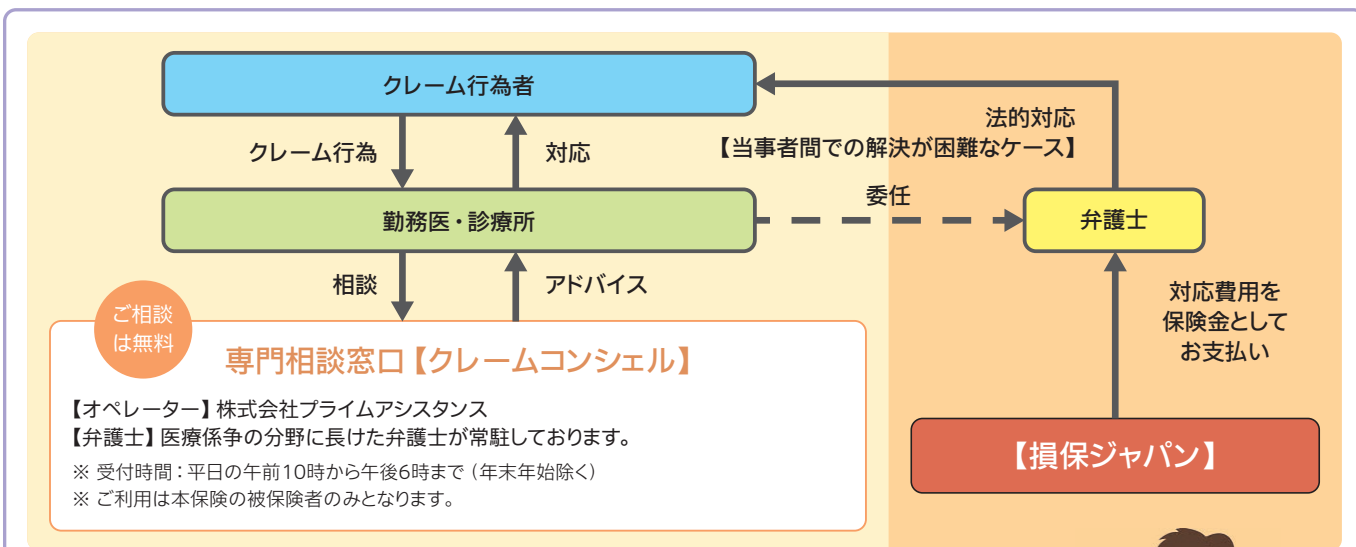 クレーム行為者
クレーム行為
対応
法的対応
【当事者間での解決が困難なケース】
勤務医・診療所
委任
弁護士
相談
アドバイス
対応費用を
保険金として
お支払い
ご相談
は無料
専門相談窓口【クレームコンシェル】
【オペレーター】株式会社プライムアシスタンス
【弁護士】医療係争の分野に長けた弁護士が常駐しております。
※ 受付時間：平日の午前10時から午後6時まで（年末年始除く）
※ ご利用は本保険の被保険者のみとなります。
【損保ジャパン】